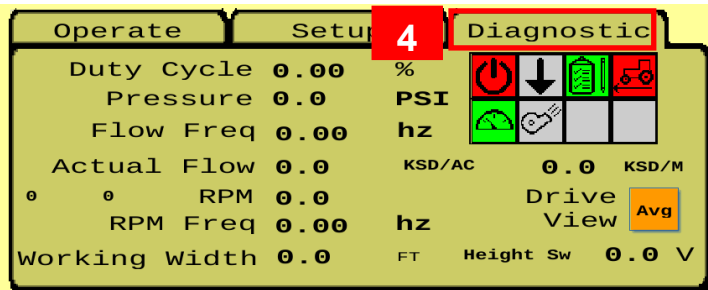 Operate Setu 4 Diagnostic
Duty Cycle 0.00 %
Pressure 0.0 PSI
Flow Freq 0.00 hz
Actual Flow 0.0 KSD/AC 0.0 KSD/M
0 0 RPM 0.0 Drive
RPM Freq 0.00 hz View Avg
Working Width 0.0 FT Height Sw 0.0 V